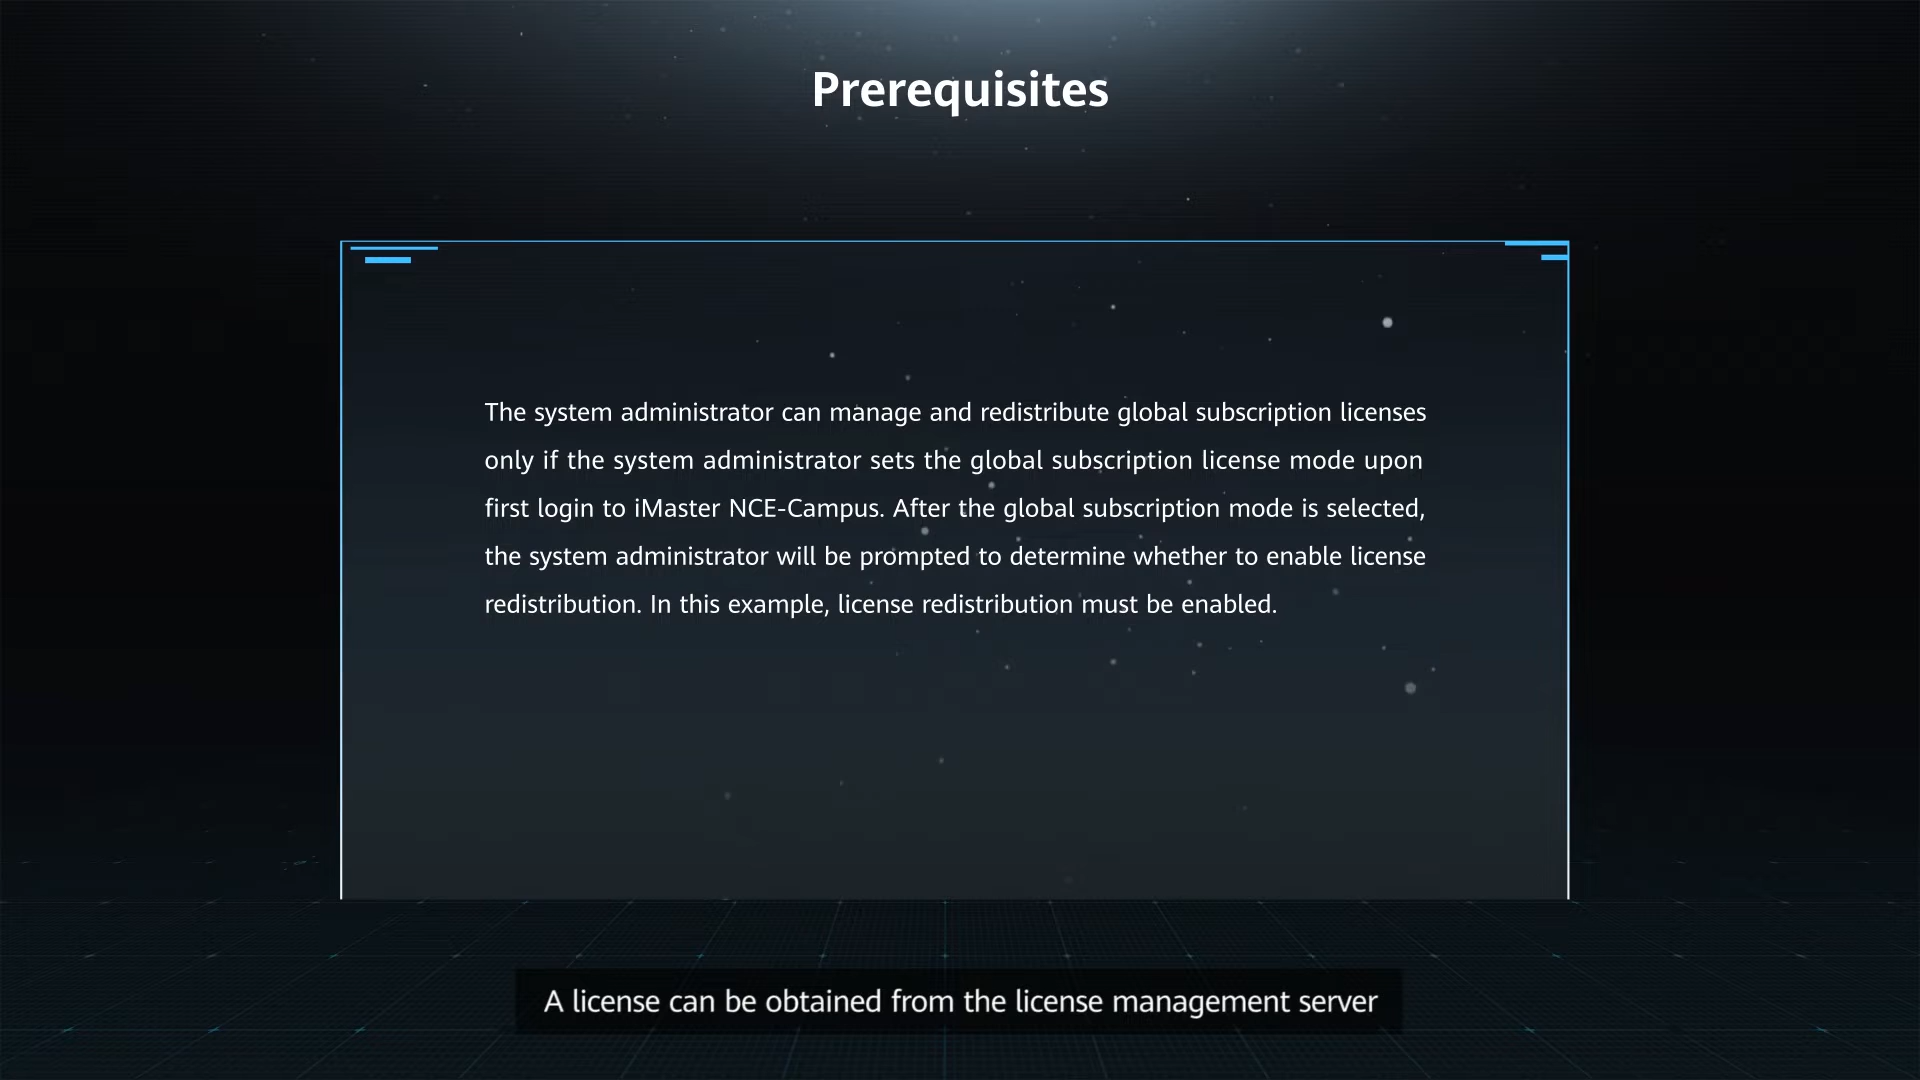 Prerequisites
The system administrator can manage and redistribute global subscription licenses
only if the system administrator sets the global subscription license mode upon
first login to iMaster NCE-Campus. After the global subscription mode is selected,
the system administrator will be prompted to determine whether to enable license
redistribution. In this example, license redistribution must be enabled.
A license can be obtained from the license management server